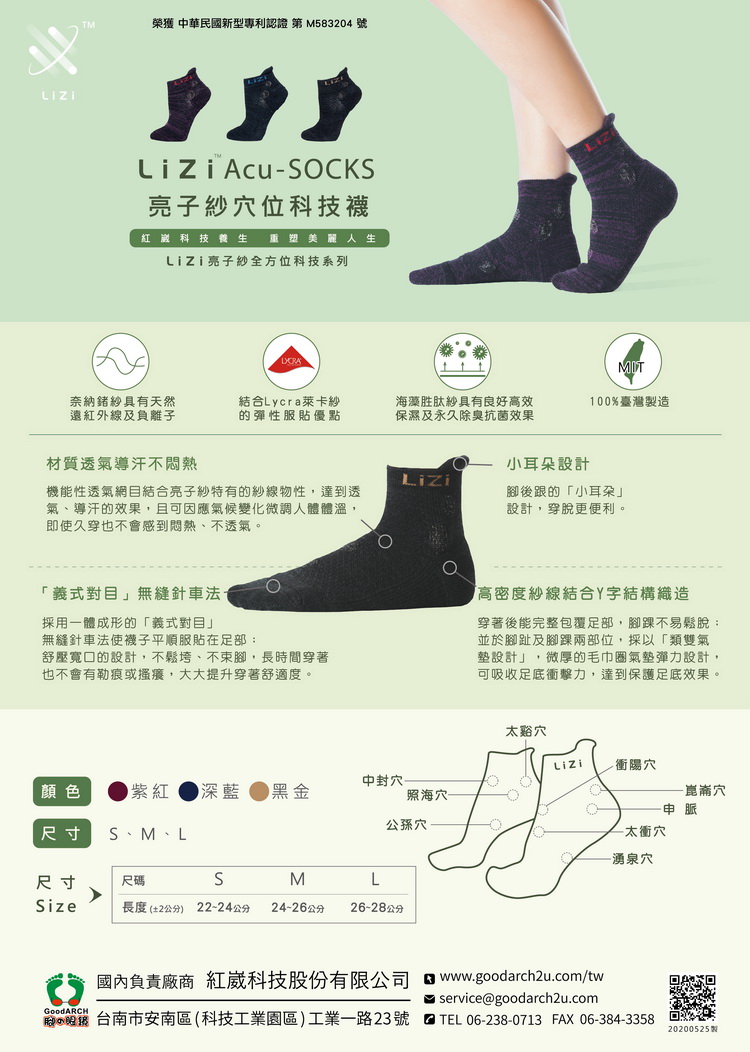 榮獲 中華民國新型專利認證 第 M583204 號
TM
LiZi
LiZi™ Acu-SOCKS
亮子紗穴位科技襪
紅崴科技養生 重塑美麗人生
LiZi亮子紗全方位科技系列
LYCRA
MIT
奈納鍺紗具有天然
遠紅外線及負離子
結合Lycra萊卡紗
的彈性服貼優點
海藻胜肽紗具有良好高效
保濕及永久除臭抗菌效果
100%臺灣製造
材質透氣導汗不悶熱
機能性透氣網目結合亮子紗特有的紗線物性，達到透
氣、導汗的效果，且可因應氣候變化微調人體體溫，
即使久穿也不會感到悶熱、不透氣。
LiZi
小耳朵設計
腳後跟的「小耳朵」
設計，穿脫更便利。
「義式對目」無縫針車法
採用一體成形的「義式對目」
無縫針車法使襪子平順服貼在足部：
舒壓寬口的設計，不鬆垮、不束腳，長時間穿著
也不會有勒痕或搔癢，大大提升穿著舒適度。
高密度紗線結合Y字結構織造
穿著後能完整包覆足部，腳踝不易鬆脫：
並於腳趾及腳踝兩部位，採以「類雙氣
墊設計」，微厚的毛巾圈氣墊彈力設計，
可吸收足底衝擊力，達到保護足底效果。
顏色 紫紅 深藍 黑金
尺寸 S、M、L
尺寸
Size
尺碼 S M L
長度(±2公分) 22~24公分 24~26公分 26~28公分
太谿穴
LiZi
中封穴
照海穴
公孫穴
衝陽穴
崑崙穴
申 脈
太衝穴
湧泉穴
GoodARCH
腳の眼鏡
國內負責廠商 紅崴科技股份有限公司
台南市安南區(科技工業園區)工業一路23號
www.goodarch2u.com/tw
service@goodarch2u.com
TEL 06-238-0713 FAX 06-384-3358
20200525製